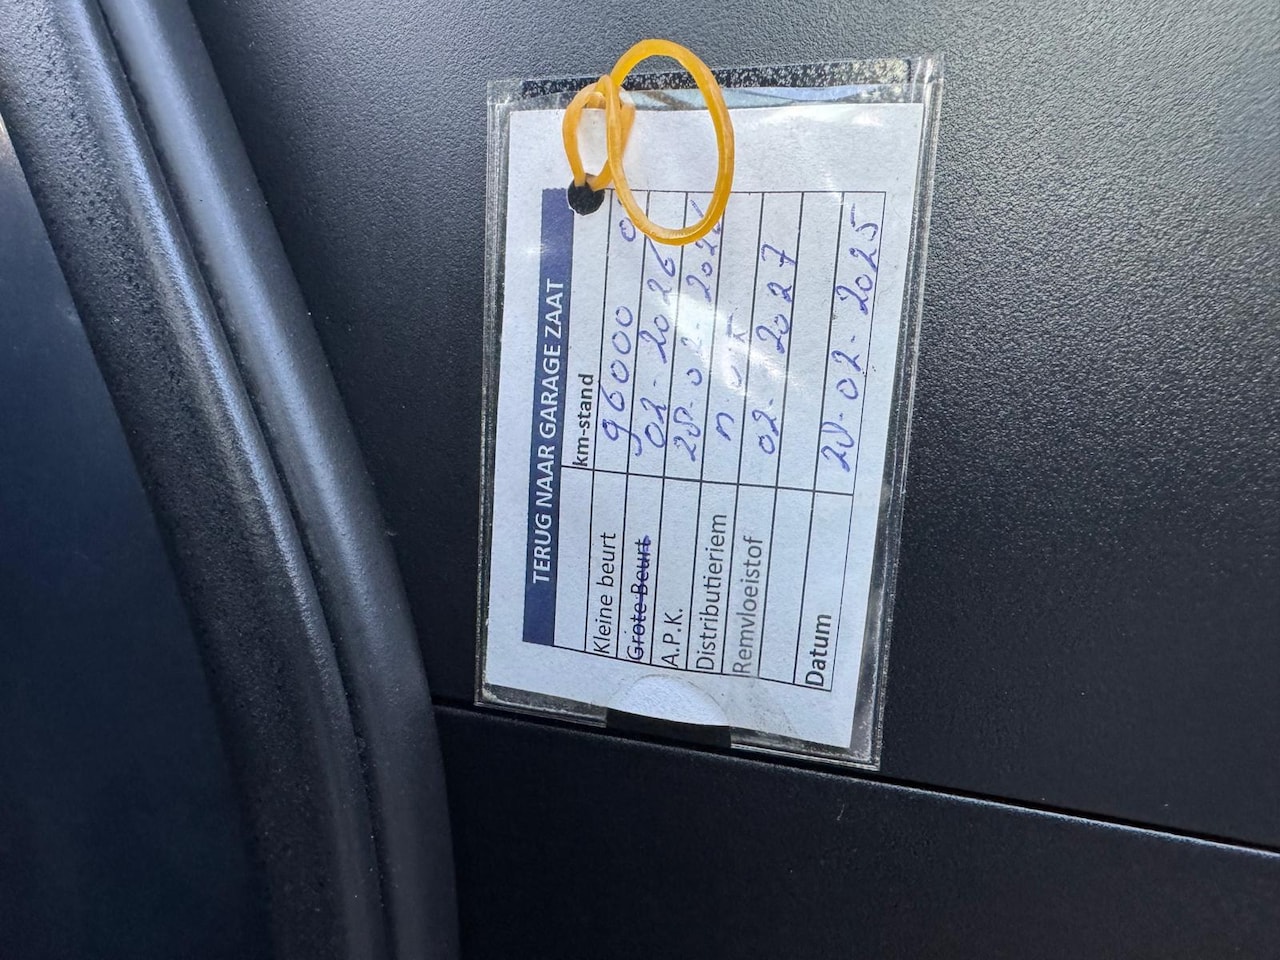 TERUG NAAR GARAGE ZAAT
km-stand
Kleine beurt 96000
Grote Beurt 02-2026
A.P.K. 28-02-2026
Distributieriem n.
Remvloeistof 02-2027
Datum 28-02-2025